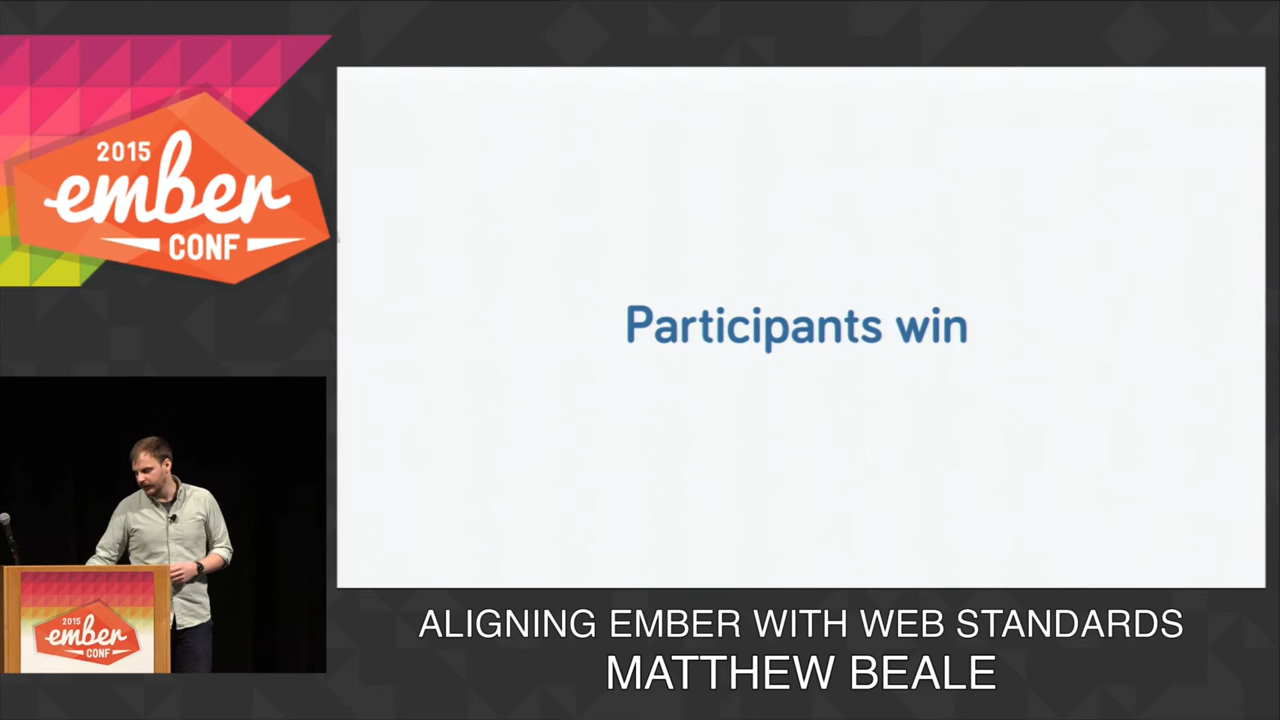 2015
ember
CONF
Participants win
2015
ember
CONF
ALIGNING EMBER WITH WEB STANDARDS
MATTHEW BEALE